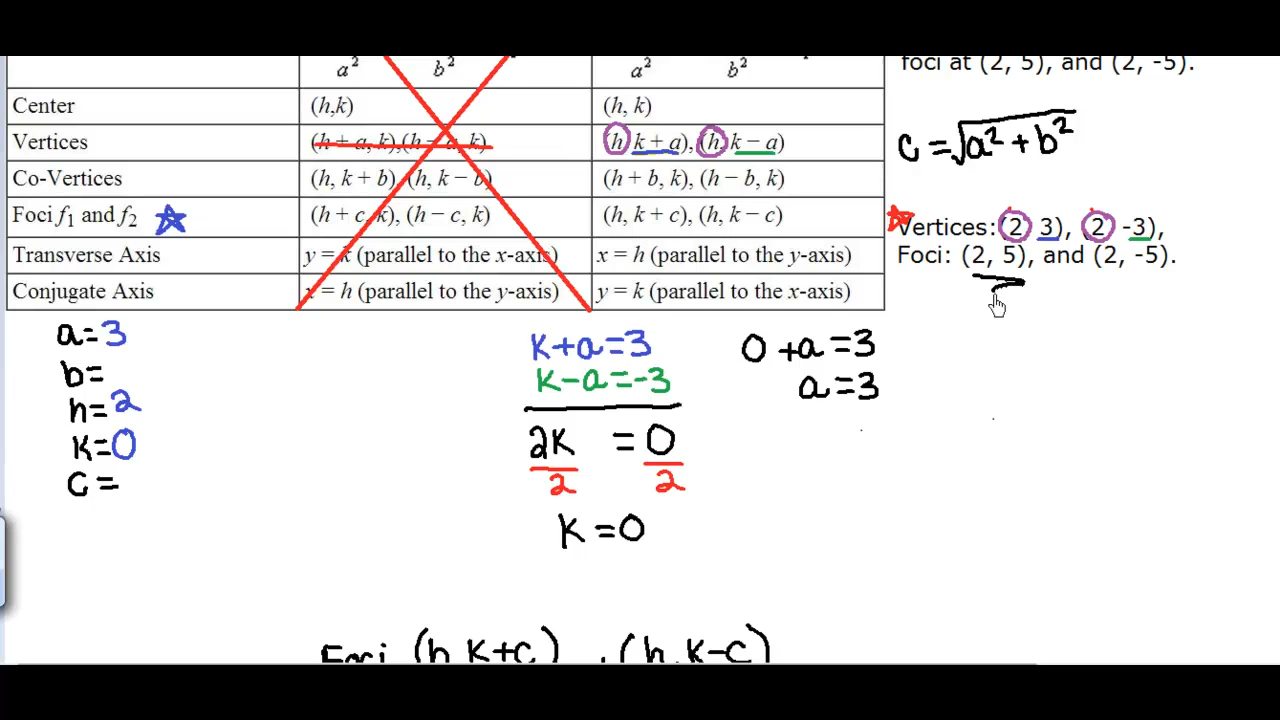 a² b² a² b²
foci at (2, 5), and (2, -5).
Center (h,k) (h, k)
Vertices (h + a, k),(h − a, k) (h, k + a), (h, k − a)
Co-Vertices (h, k + b), (h, k − b) (h + b, k), (h − b, k)
Foci f₁ and f₂ (h + c, k), (h − c, k) (h, k + c), (h, k − c)
Transverse Axis y = k (parallel to the x-axis) x = h (parallel to the y-axis)
Conjugate Axis x = h (parallel to the y-axis) y = k (parallel to the x-axis)
c = √a² + b²
Vertices: (2, 3), (2, -3),
Foci: (2, 5), and (2, -5).
a = 3
b =
h = 2
k = 0
c =
k + a = 3
k − a = -3
2k = 0
2 2
k = 0
0 + a = 3
a = 3
Foci (h, k+c), (h, k−c)